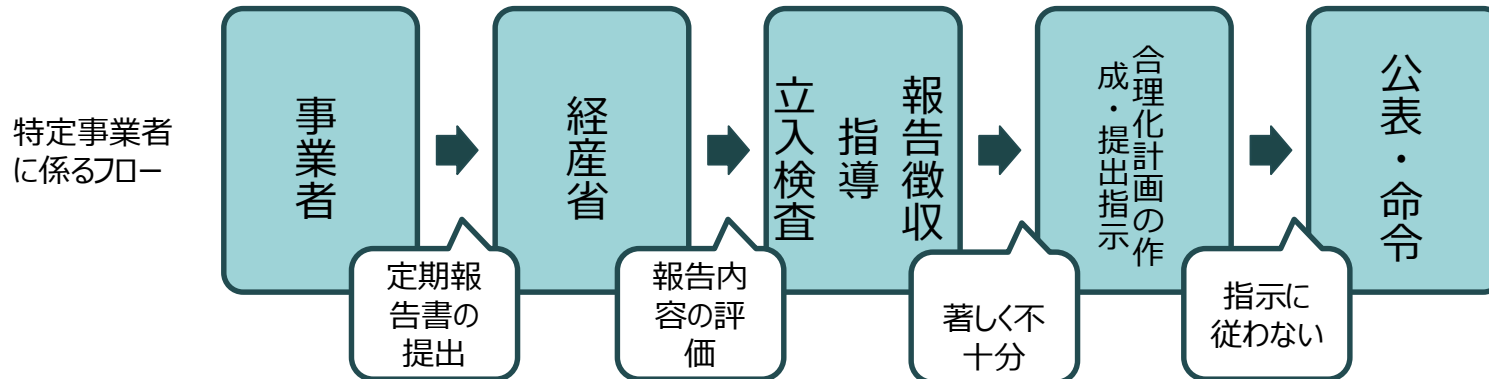 特定事業者
に係るフロー
事業者
定期報
告書の
提出
経産省
報告内
容の評
価
報告徴収
指導
立入検査
著しく不
十分
合理化計画の作
成・提出指示
指示に
従わない
公表・命令